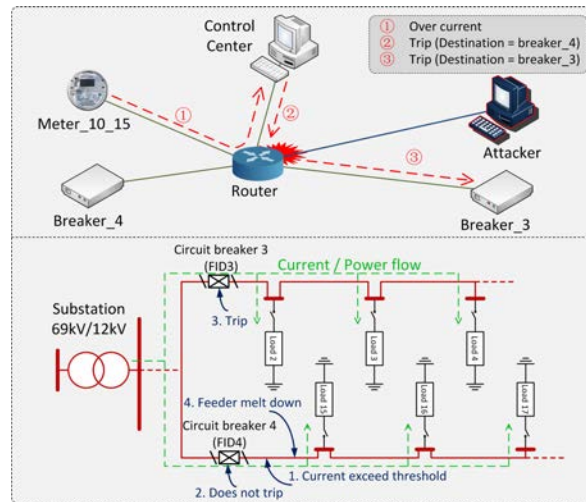 Control
Center
① Over current
② Trip (Destination = breaker_4)
③ Trip (Destination = breaker_3)
①
②
Meter_10_15
Attacker
③
Router
Breaker_4
Breaker_3
Circuit breaker 3
(FID3)
Current / Power flow
Substation
69kV/12kV
3. Trip
Load 2
Load 3
Load 4
Load 15
Load 16
Load 17
4. Feeder melt down
Circuit breaker 4
(FID4)
1. Current exceed threshold
2. Does not trip